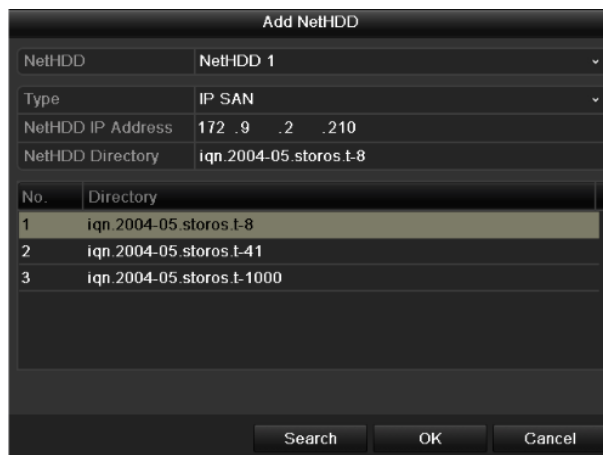 Add NetHDD
NetHDD NetHDD 1
Type IP SAN
NetHDD IP Address 172 .9 .2 .210
NetHDD Directory iqn.2004-05.storos.t-8
No. Directory
1 iqn.2004-05.storos.t-8
2 iqn.2004-05.storos.t-41
3 iqn.2004-05.storos.t-1000
Search OK Cancel